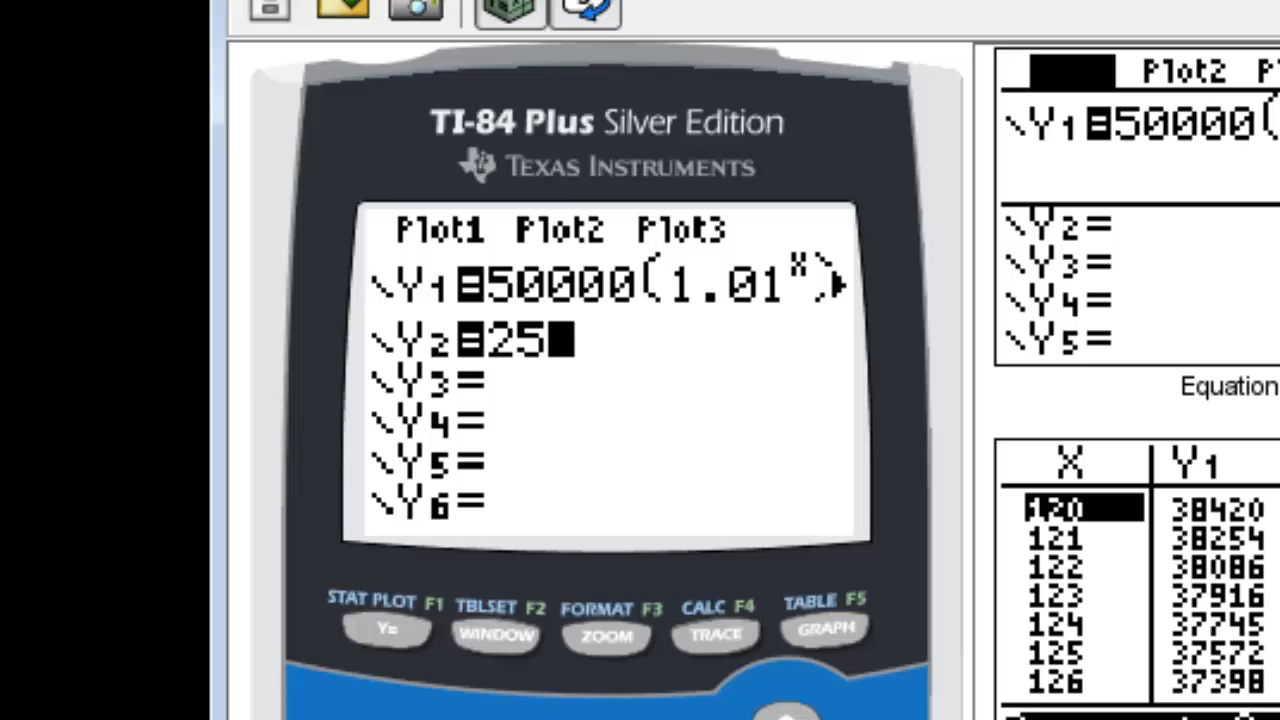 TI-84 Plus Silver Edition
TEXAS INSTRUMENTS
Plot1 Plot2 Plot3
\Y1=50000(1.01^X)
\Y2=25
\Y3=
\Y4=
\Y5=
\Y6=
STAT PLOT F1 TBLSET F2 FORMAT F3 CALC F4 TABLE F5
Y= WINDOW ZOOM TRACE GRAPH
Plot2
\Y1=50000(
\Y2=
\Y3=
\Y4=
\Y5=
Equation
X Y1
120 38420
121 38254
122 38086
123 37916
124 37745
125 37572
126 37398